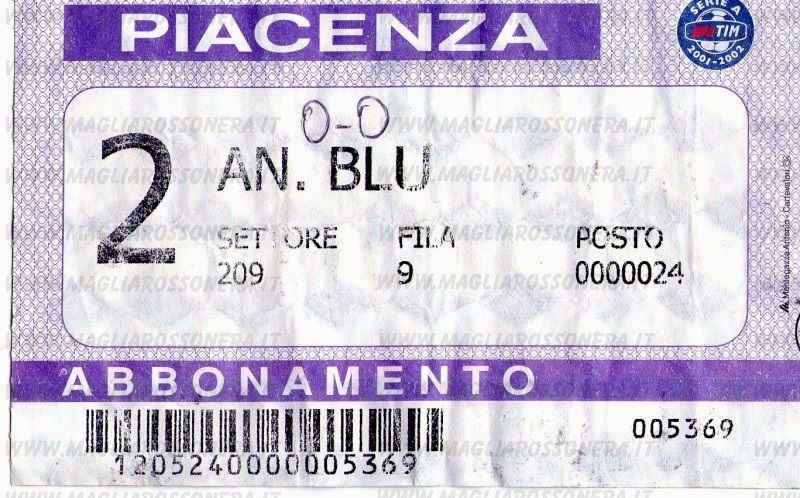 PIACENZA
SERIE A
TIM
2001-2002
0-0
2 AN. BLU
SETTORE FILA POSTO
209 9 0000024
ABBONAMENTO
005369
12052400000005369
WWW.MAGLIAROSSONERA.IT